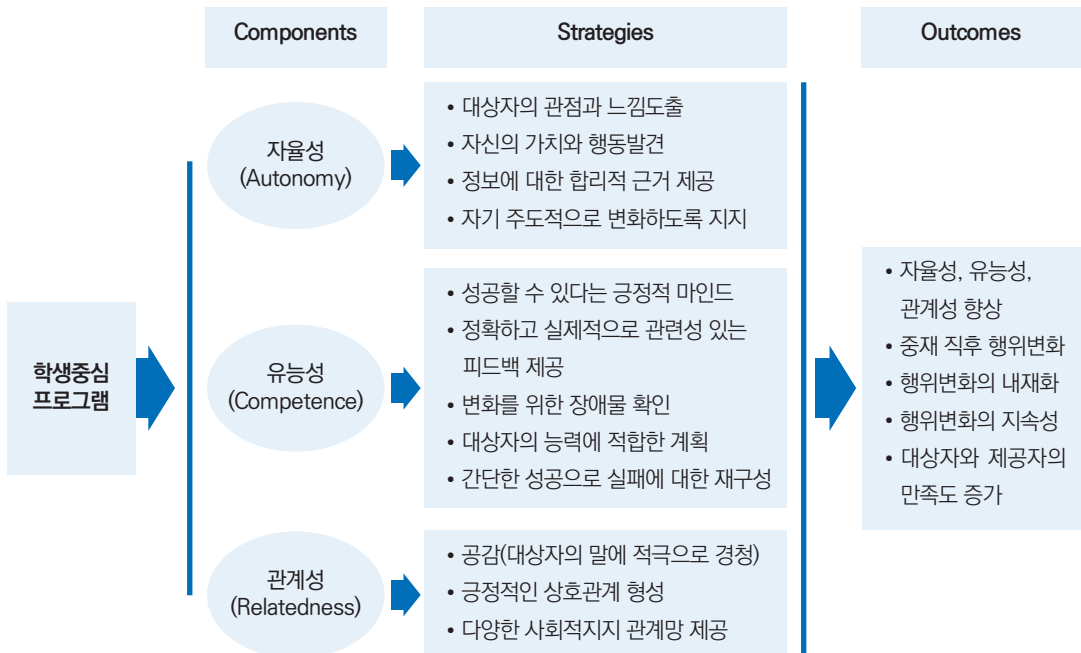 Components
Strategies
Outcomes
학생중심
프로그램
자율성
(Autonomy)
• 대상자의 관점과 느낌도출
• 자신의 가치와 행동발견
• 정보에 대한 합리적 근거 제공
• 자기 주도적으로 변화하도록 지지
유능성
(Competence)
• 성공할 수 있다는 긍정적 마인드
• 정확하고 실제적으로 관련성 있는
피드백 제공
• 변화를 위한 장애물 확인
• 대상자의 능력에 적합한 계획
• 간단한 성공으로 실패에 대한 재구성
관계성
(Relatedness)
• 공감(대상자의 말에 적극으로 경청)
• 긍정적인 상호관계 형성
• 다양한 사회적지지 관계망 제공
• 자율성, 유능성,
관계성 향상
• 중재 직후 행위변화
• 행위변화의 내재화
• 행위변화의 지속성
• 대상자와 제공자의
만족도 증가